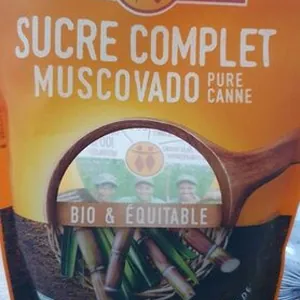 SUCRE COMPLET
MUSCOVADO PURE
CANNE
BIO & ÉQUITABLE